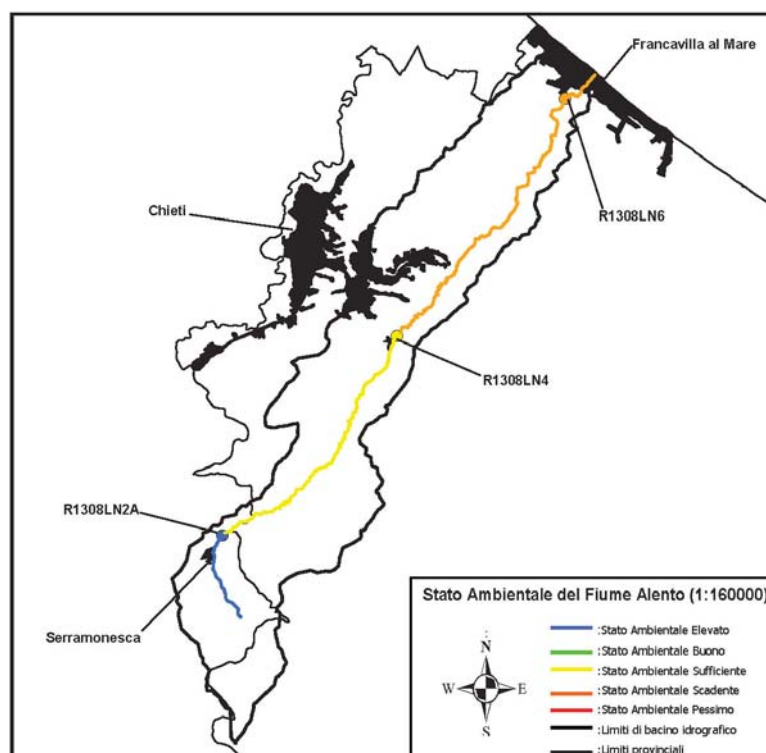 Francavilla al Mare
Chieti
R1308LN6
R1308LN4
R1308LN2A
Serramonesca
Stato Ambientale del Fiume Alento (1:160000)
N
W
E
S
:Stato Ambientale Elevato
:Stato Ambientale Buono
:Stato Ambientale Sufficiente
:Stato Ambientale Scadente
:Stato Ambientale Pessimo
:Limiti di bacino idrografico
:Limiti provinciali